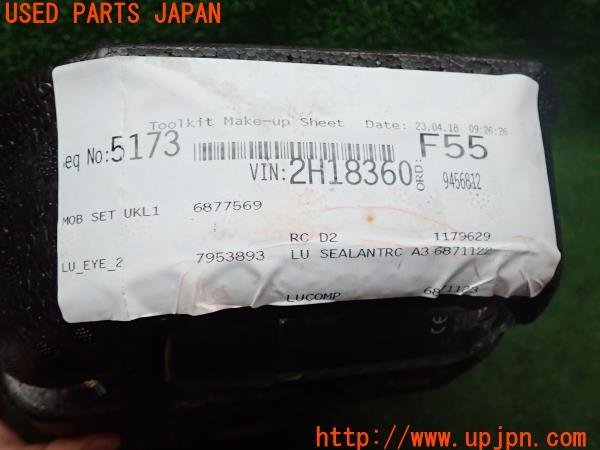 USED PARTS JAPAN
Toolkit Make-up Sheet Date: 23.04.18 09:26:26
eq No:5173 F55
VIN:2H18360 ORD: 9456812
MOB SET UKL1 6877569
RC D2 1179629
LU_EYE_2 7953893 LU SEALANTRC A3 6871122
LUCOMP
CE
http://www.upjpn.com/